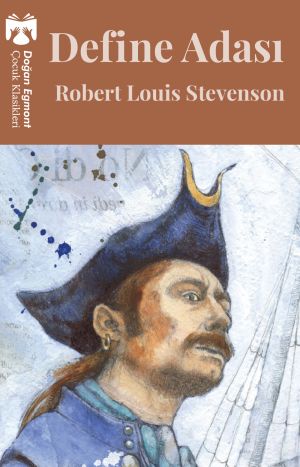 Define Adası
Robert Louis Stevenson
Doğan Egmont
Çocuk Klasikleri